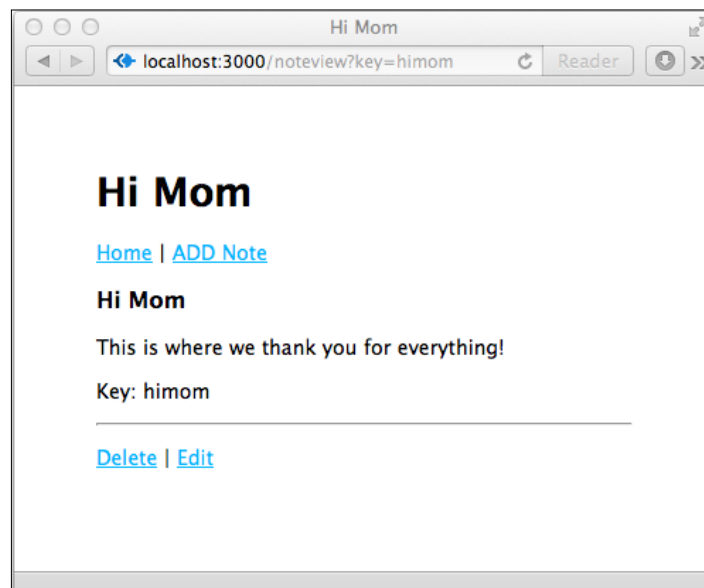 Hi Mom
localhost:3000/noteview?key=himom Reader
Hi Mom
Home | ADD Note
Hi Mom
This is where we thank you for everything!
Key: himom
Delete | Edit